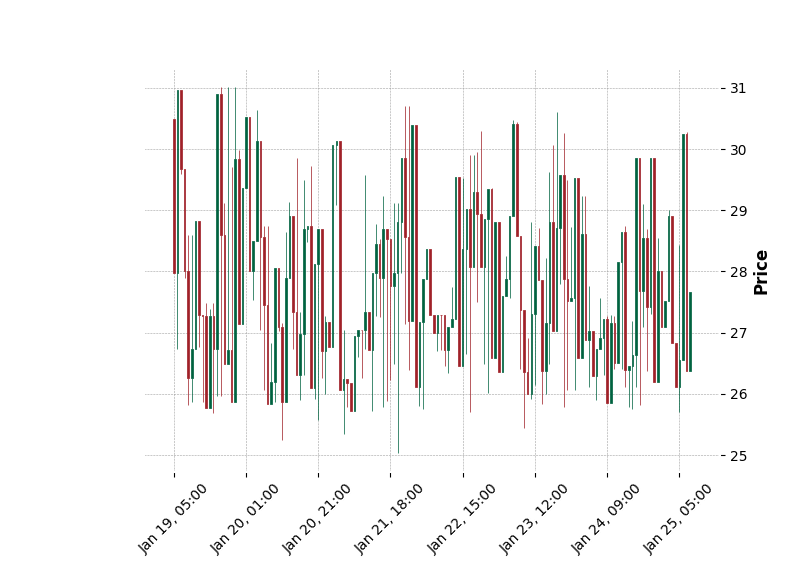 31
30
29
28
27
26
25
Price
Jan 19, 05:00
Jan 20, 01:00
Jan 20, 21:00
Jan 21, 18:00
Jan 22, 15:00
Jan 23, 12:00
Jan 24, 09:00
Jan 25, 05:00